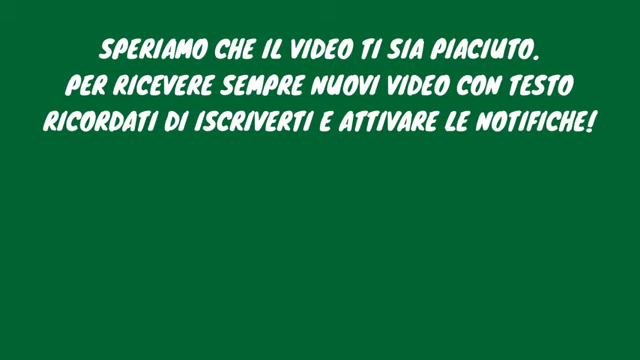 SPERIAMO CHE IL VIDEO TI SIA PIACIUTO.
PER RICEVERE SEMPRE NUOVI VIDEO CON TESTO
RICORDATI DI ISCRIVERTI E ATTIVARE LE NOTIFICHE!